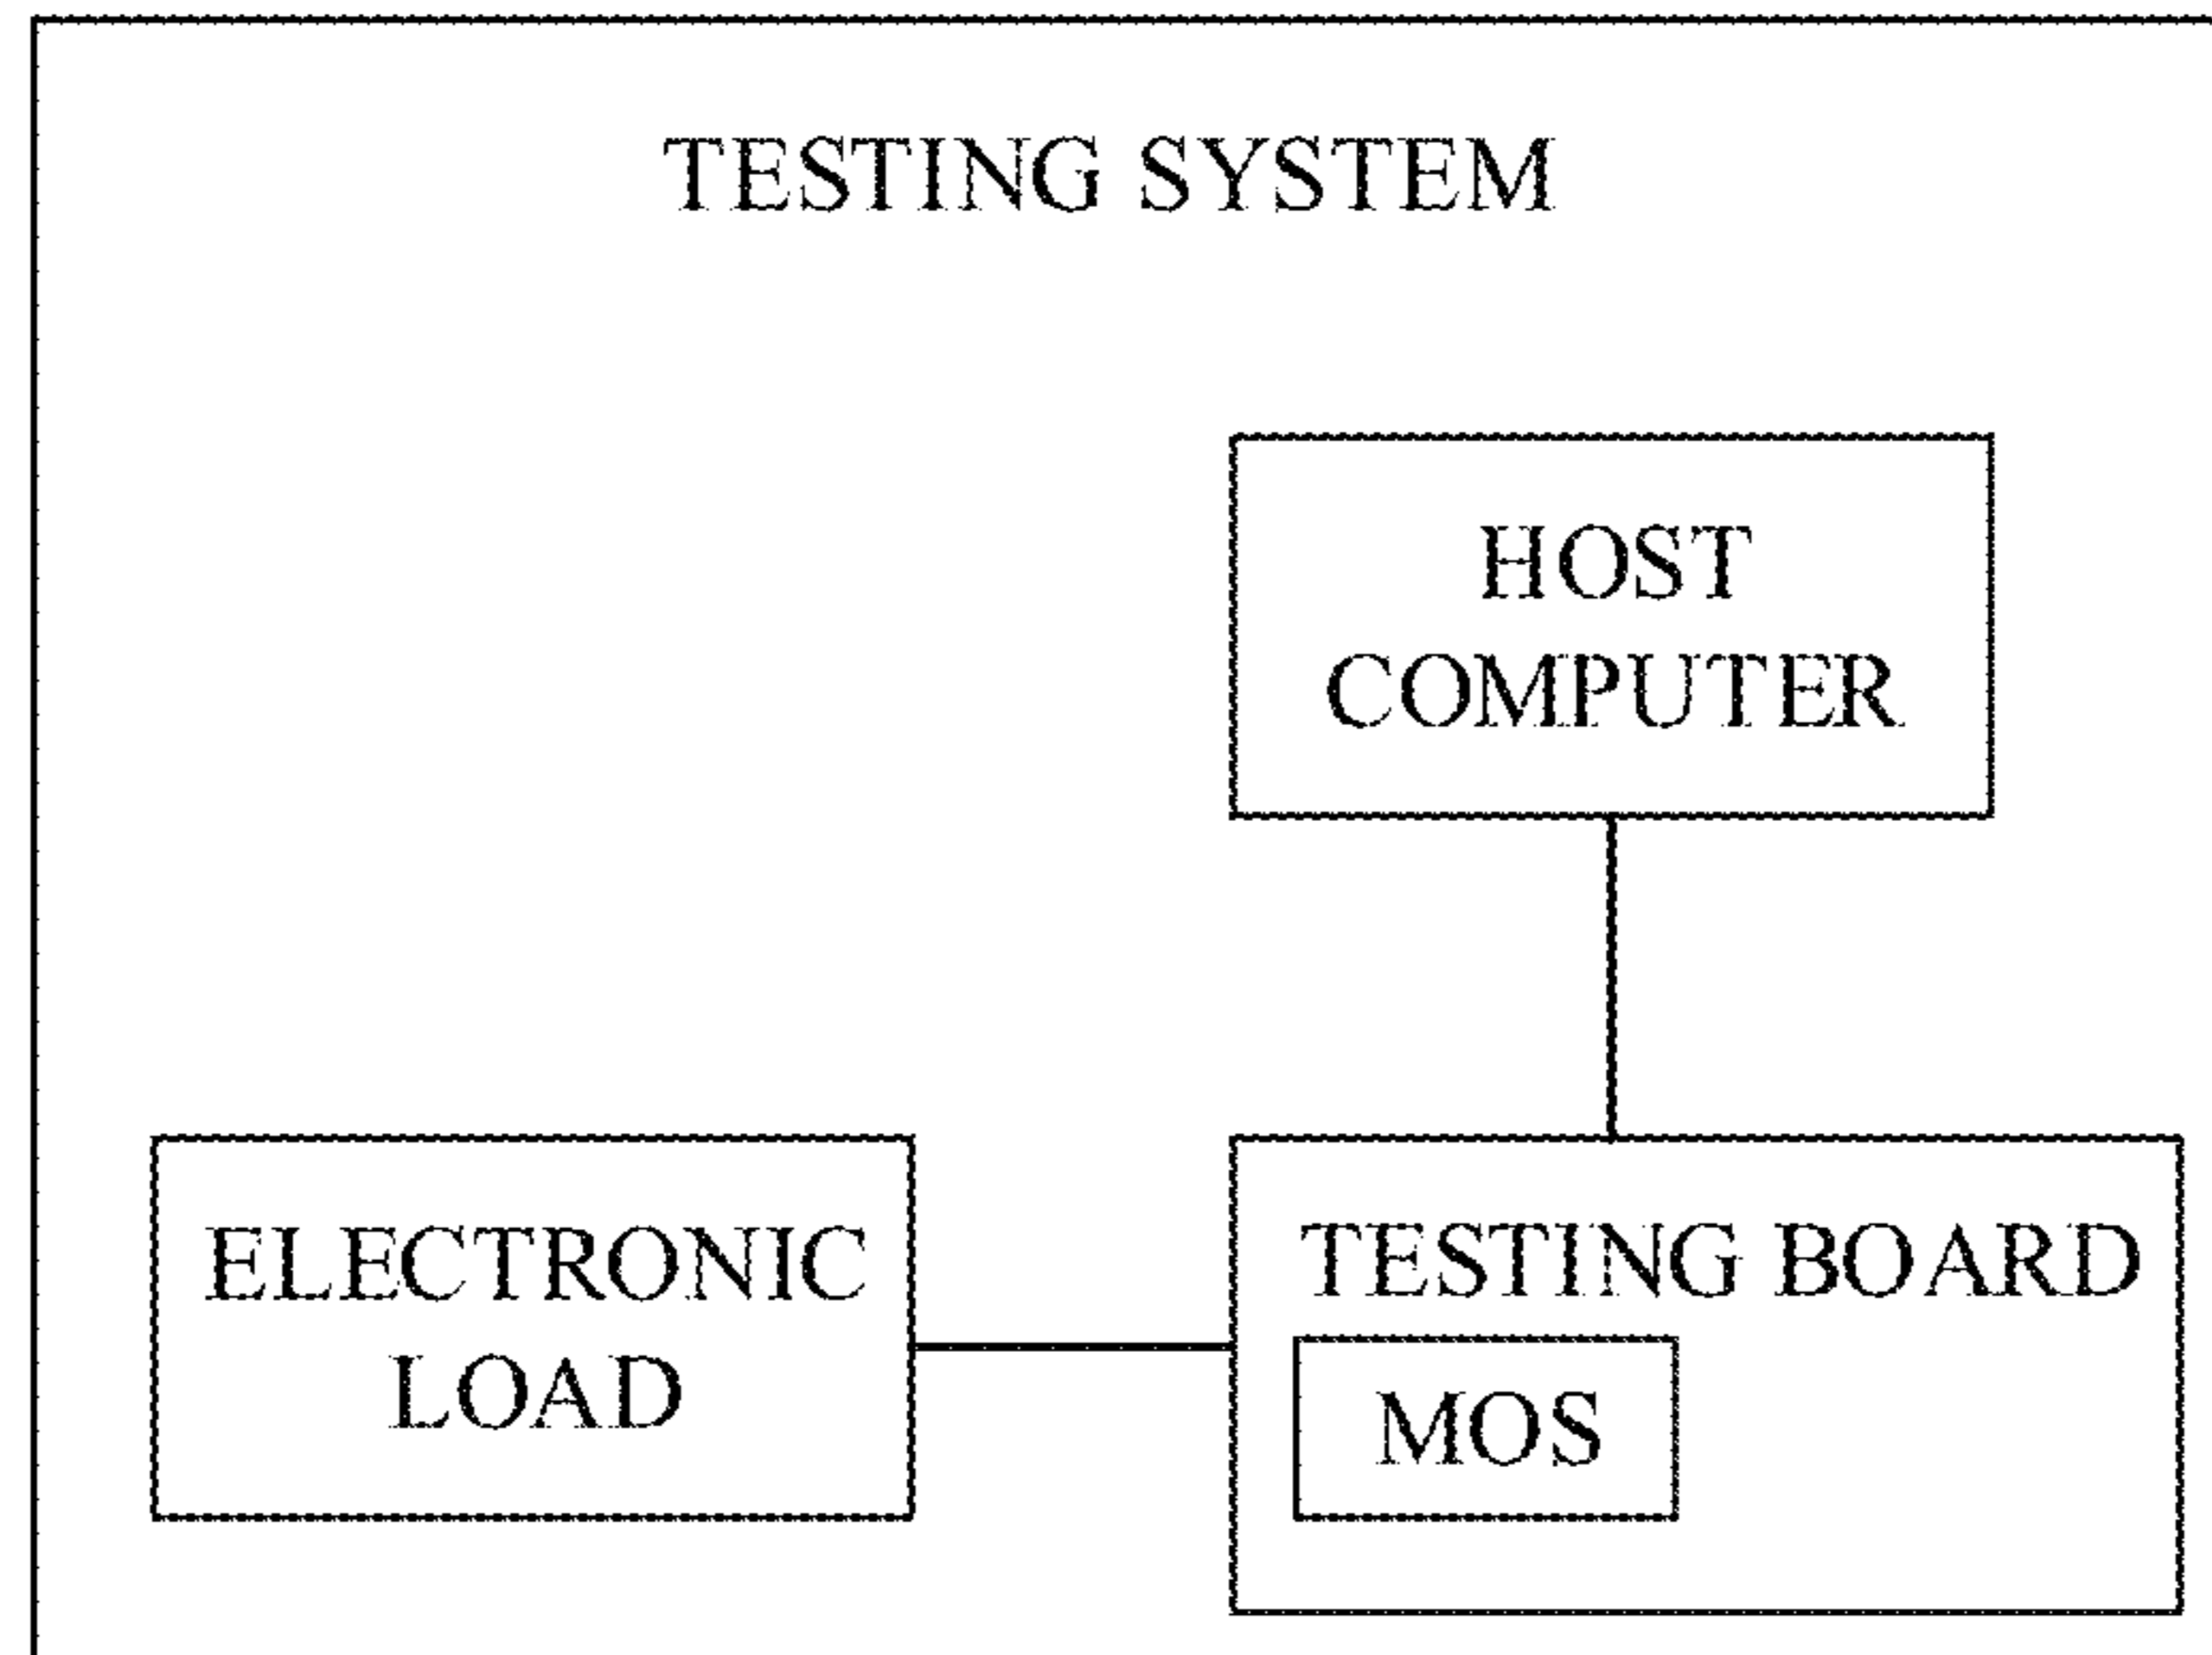 TESTING SYSTEM
HOST
COMPUTER
ELECTRONIC
LOAD
TESTING BOARD
MOS